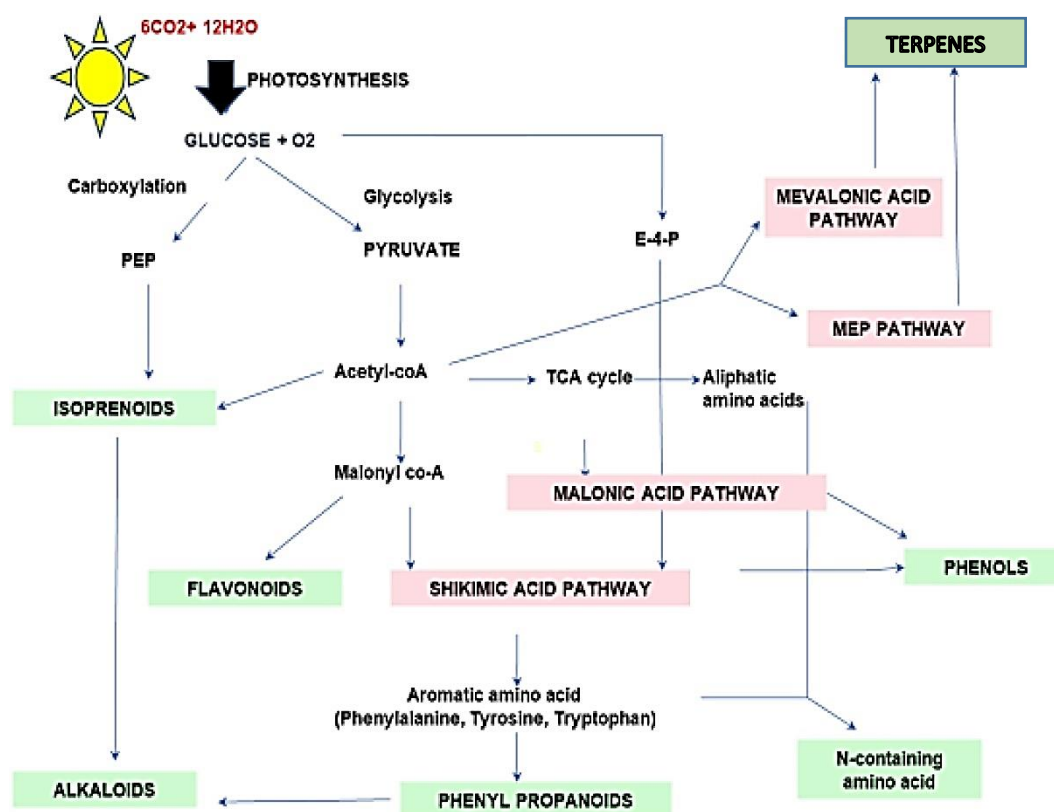 6CO2+ 12H2O
TERPENES
PHOTOSYNTHESIS
GLUCOSE + O2
Carboxylation
Glycolysis
MEVALONIC ACID
PATHWAY
E-4-P
PEP
PYRUVATE
MEP PATHWAY
Acetyl-coA
TCA cycle
Aliphatic
amino acids
ISOPRENOIDS
Malonyl co-A
MALONIC ACID PATHWAY
FLAVONOIDS
SHIKIMIC ACID PATHWAY
PHENOLS
Aromatic amino acid
(Phenylalanine, Tyrosine, Tryptophan)
N-containing
amino acid
ALKALOIDS
PHENYL PROPANOIDS